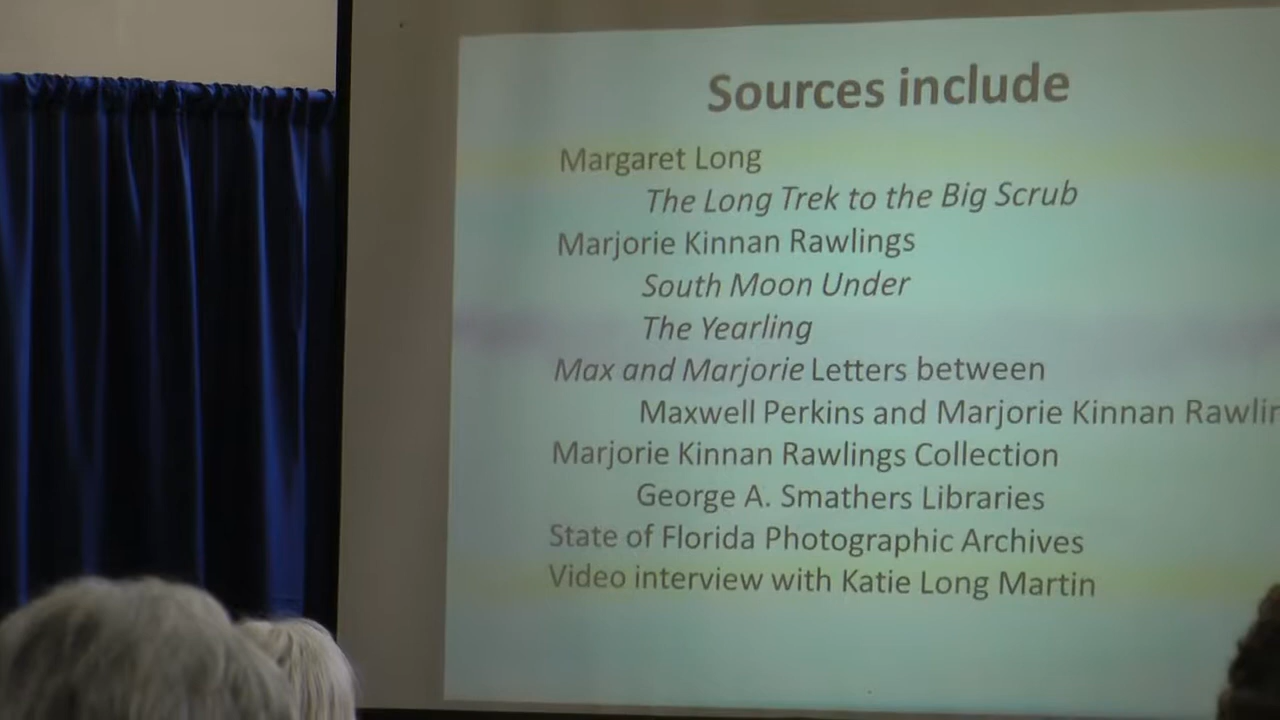 Sources include
Margaret Long
The Long Trek to the Big Scrub
Marjorie Kinnan Rawlings
South Moon Under
The Yearling
Max and Marjorie Letters between
Maxwell Perkins and Marjorie Kinnan
Marjorie Kinnan Rawlings Collection
George A. Smathers Libraries
State of Florida Photographic Archives
Video interview with Katie Long Martin